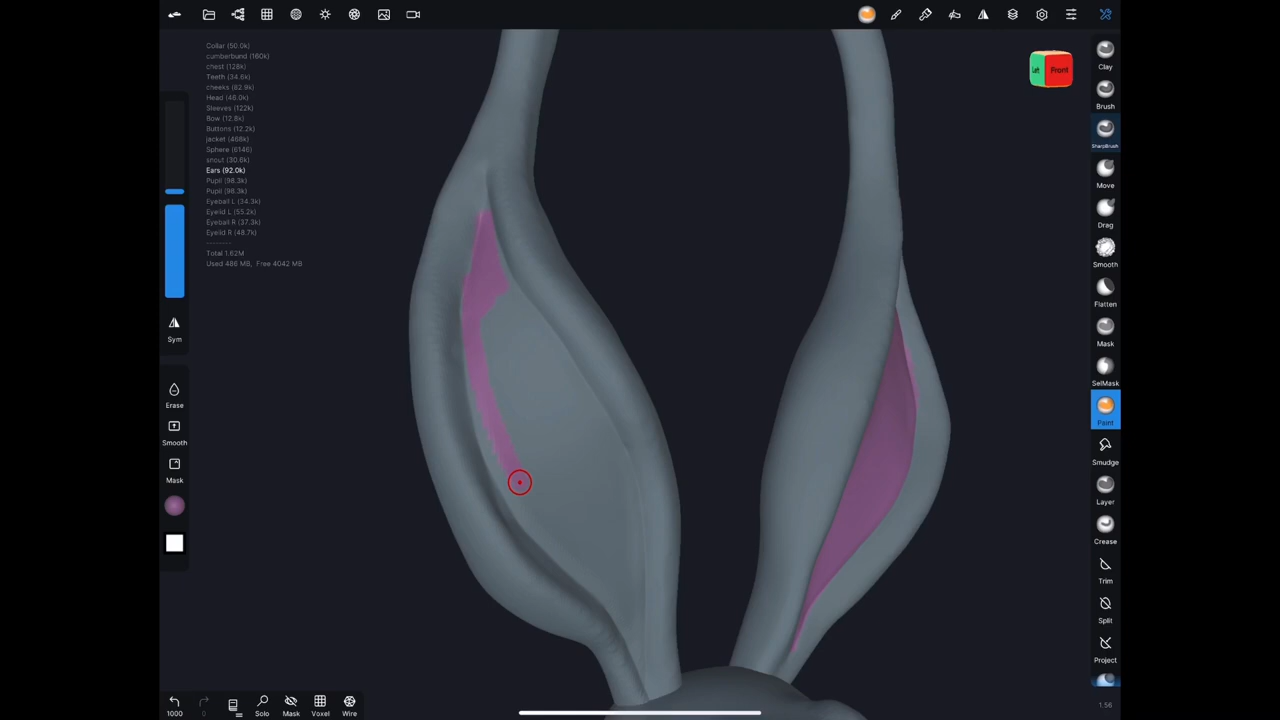 Collar (50.0k)
cumberbund (160k)
chest (128k)
Teeth (34.6k)
cheeks (82.9k)
Head (46.0k)
Sleeves (122k)
Bow (12.8k)
Buttons (12.2k)
jacket (468k)
Sphere (6146)
snout (30.6k)
Ears (92.0k)
Pupil (98.3k)
Pupil (98.3k)
Eyeball L (34.3k)
Eyelid L (55.2k)
Eyeball R (37.3k)
Eyelid R (48.7k)
--------
Total 1.62M
Used 486 MB, Free 4042 MB
Sym
Erase
Smooth
Mask
1000
0
Solo
Mask
Voxel
Wire
Left
Front
Clay
Brush
SharpBrush
Move
Drag
Smooth
Flatten
Mask
SelMask
Paint
Smudge
Layer
Crease
Trim
Split
Project
1.56